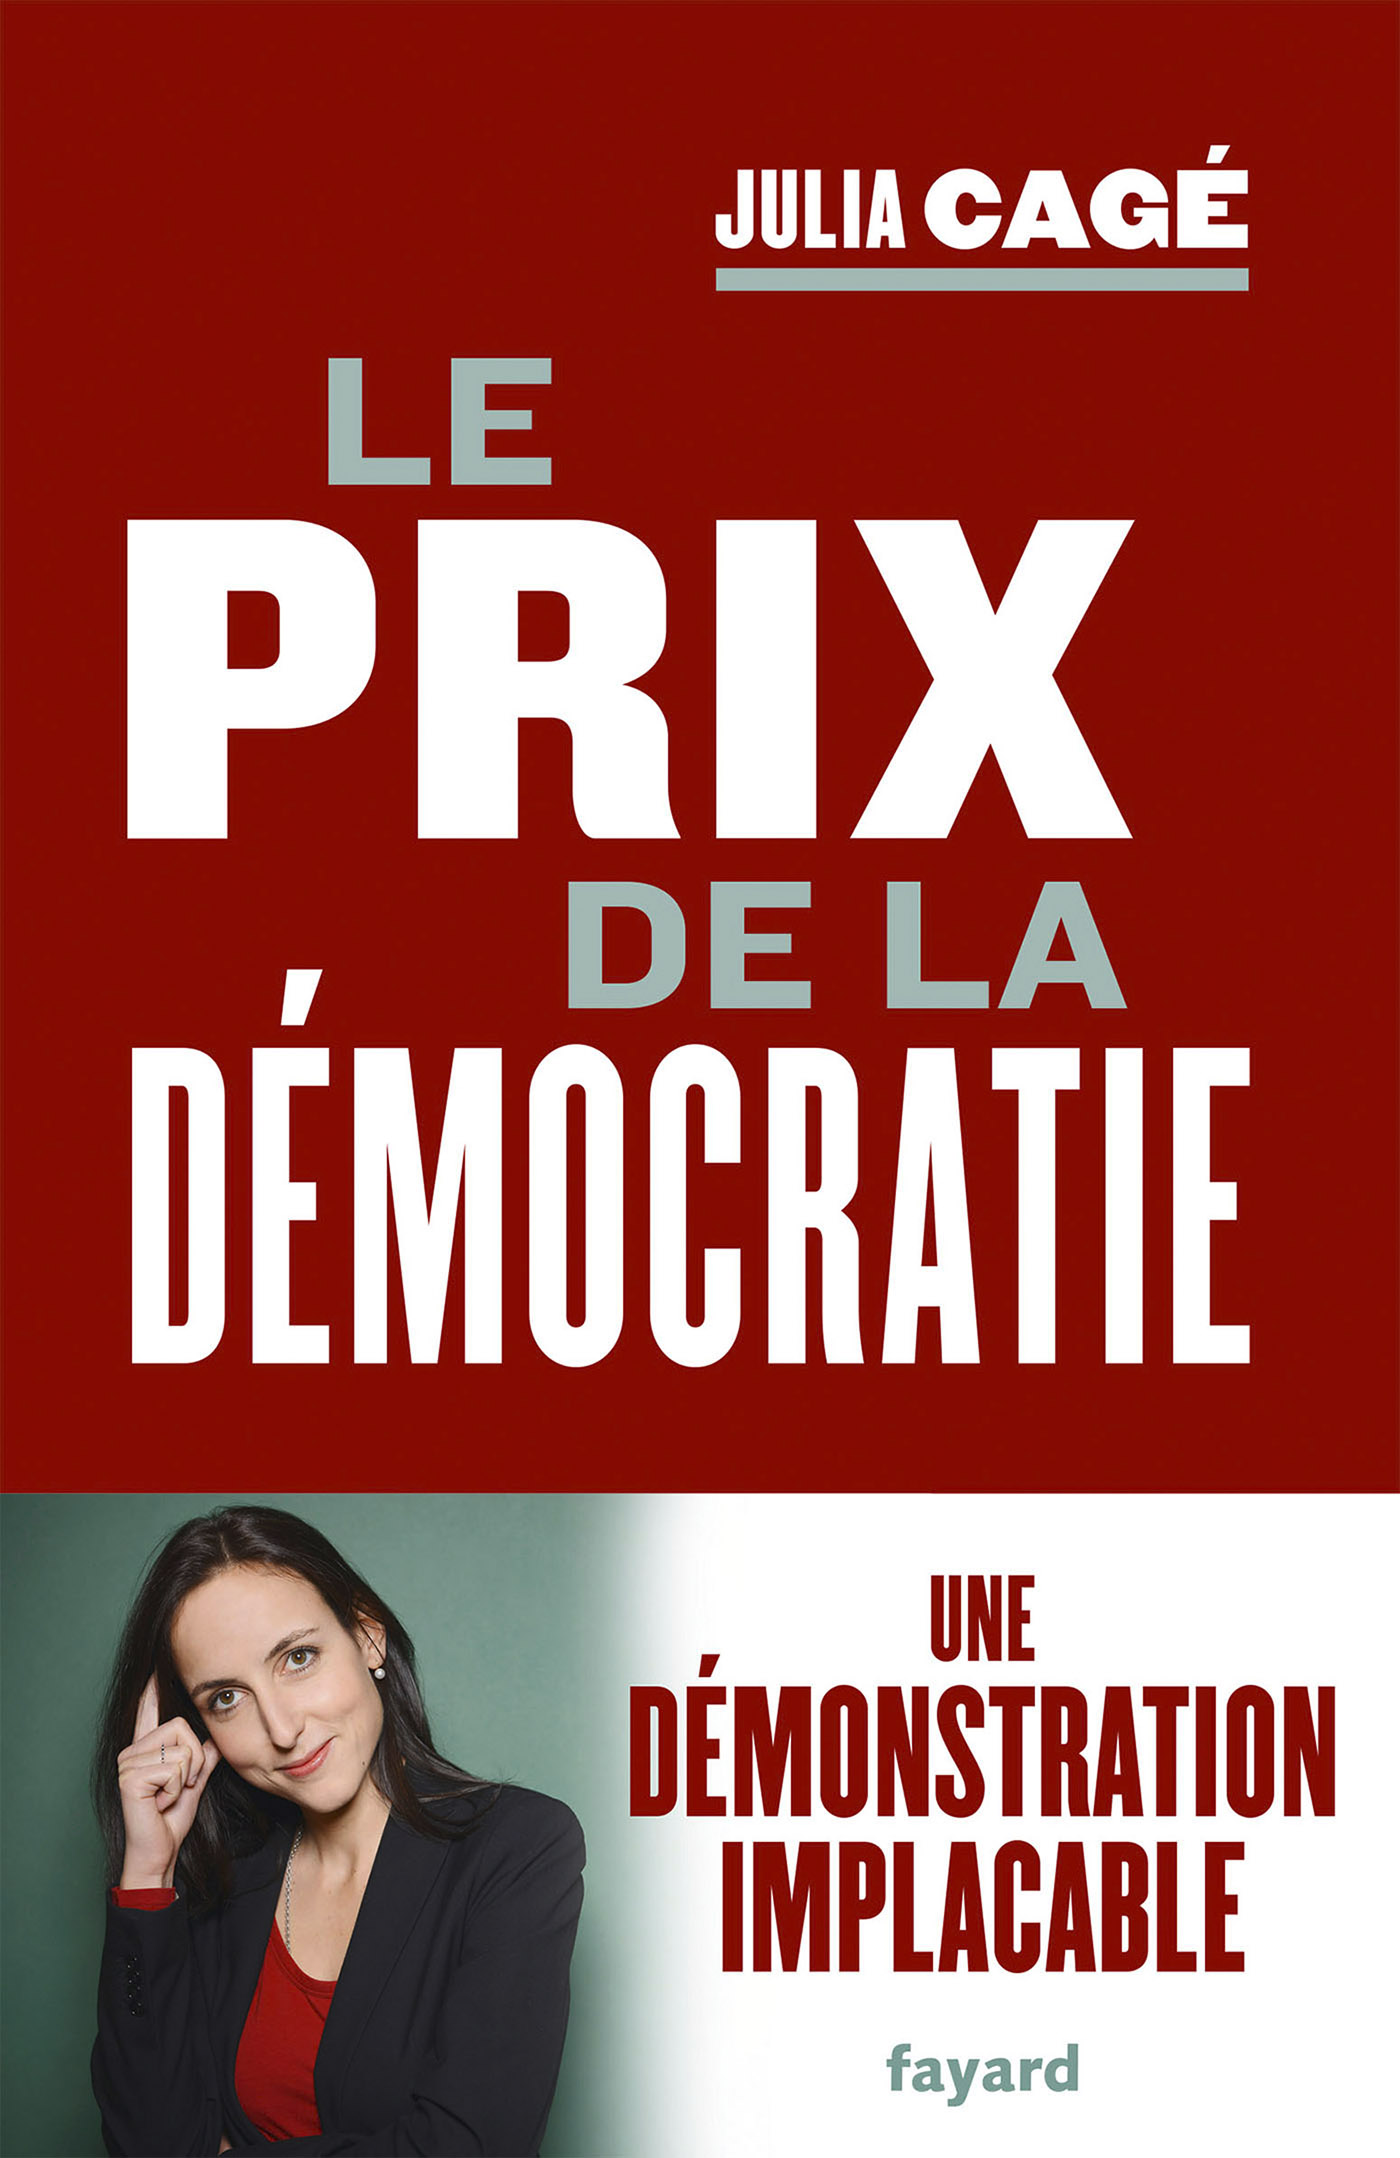 JULIA CAGÉ
LE
PRIX
DE LA
DÉMOCRATIE
UNE
DÉMONSTRATION
IMPLACABLE
fayard